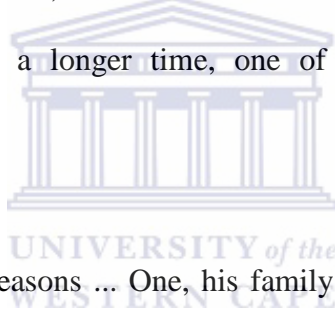 a longer time, one of
UNIVERSITY of the
easons ... One, his family
WESTERN CAPE